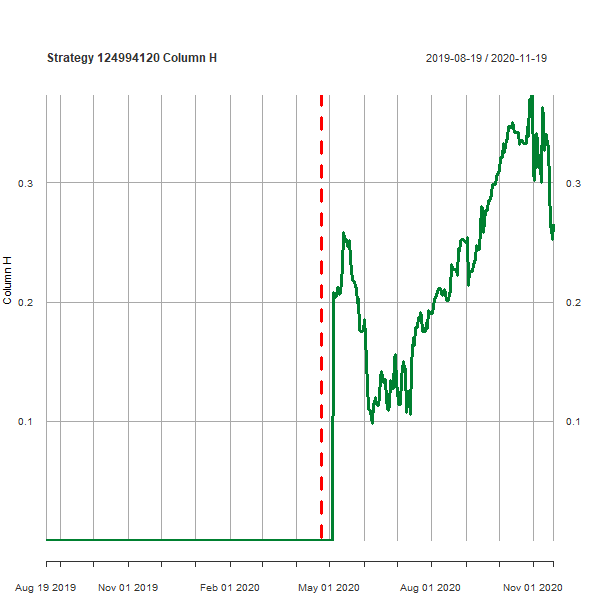 Strategy 124994120 Column H
2019-08-19 / 2020-11-19
Column H
0.3
0.3
0.2
0.2
0.1
0.1
Aug 19 2019
Nov 01 2019
Feb 01 2020
May 01 2020
Aug 01 2020
Nov 01 2020